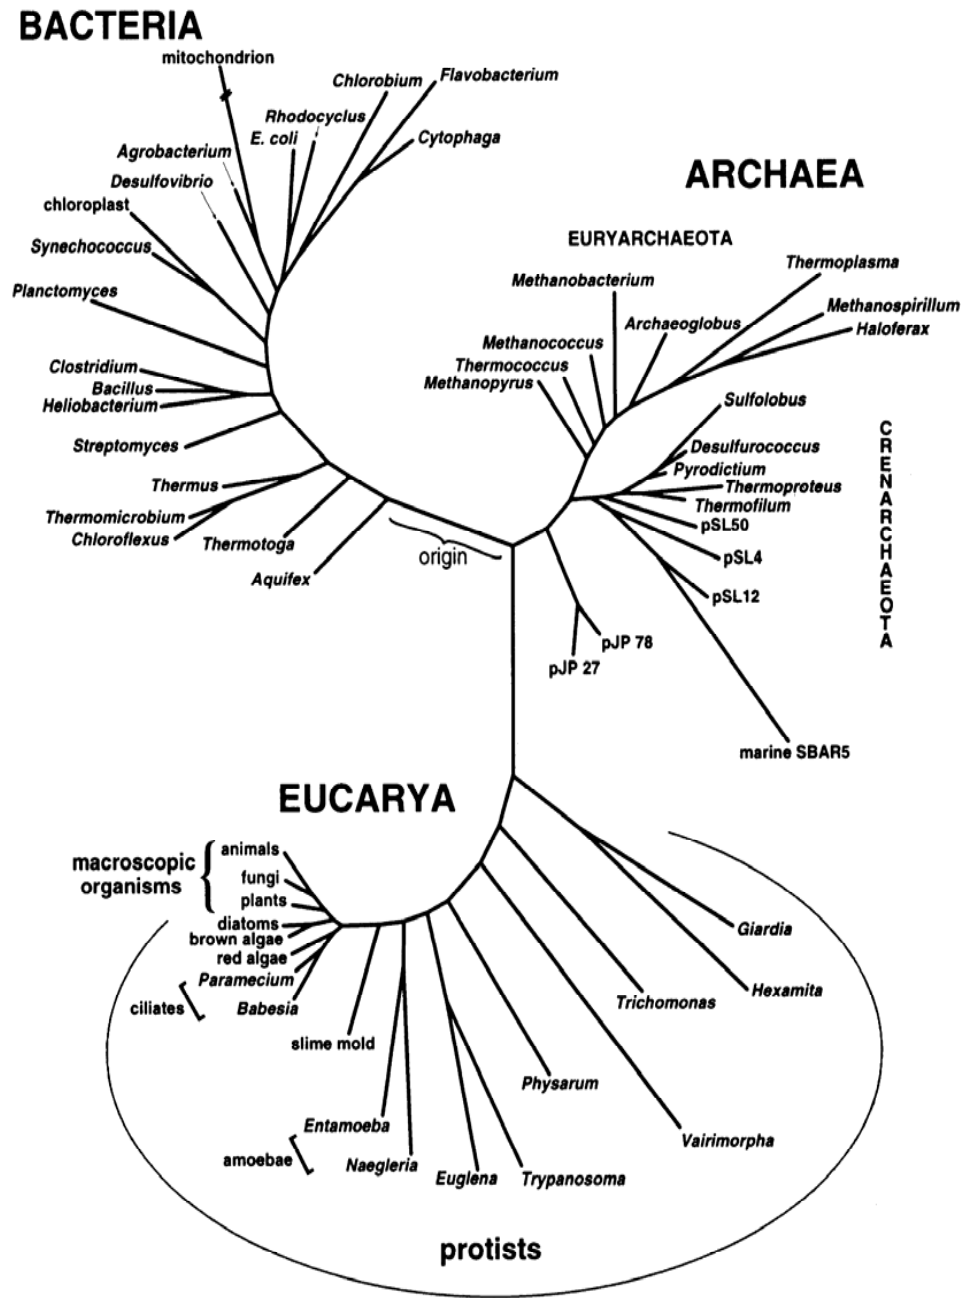 BACTERIA
mitochondrion
Chlorobium
Flavobacterium
Rhodocyclus
E. coli
Cytophaga
Agrobacterium
Desulfovibrio
chloroplast
Synechococcus
Planctomyces
Clostridium
Bacillus
Heliobacterium
Streptomyces
Thermus
Thermomicrobium
Chloroflexus
Thermotoga
Aquifex
origin
ARCHAEA
EURYARCHAEOTA
Methanobacterium
Thermoplasma
Archaeoglobus
Methanospirillum
Haloferax
Methanococcus
Thermococcus
Methanopyrus
Sulfolobus
Desulfurococcus
Pyrodictium
Thermoproteus
Thermofilum
pSL50
pSL4
pSL12
pJP 78
pJP 27
marine SBAR5
CRENARCHAEOTA
EUCARYA
macroscopic
organisms
animals
fungi
plants
diatoms
brown algae
red algae
Paramecium
ciliates
Babesia
slime mold
Entamoeba
amoebae
Naegleria
Euglena
Trypanosoma
Physarum
Vairimorpha
Trichomonas
Hexamita
Giardia
protists